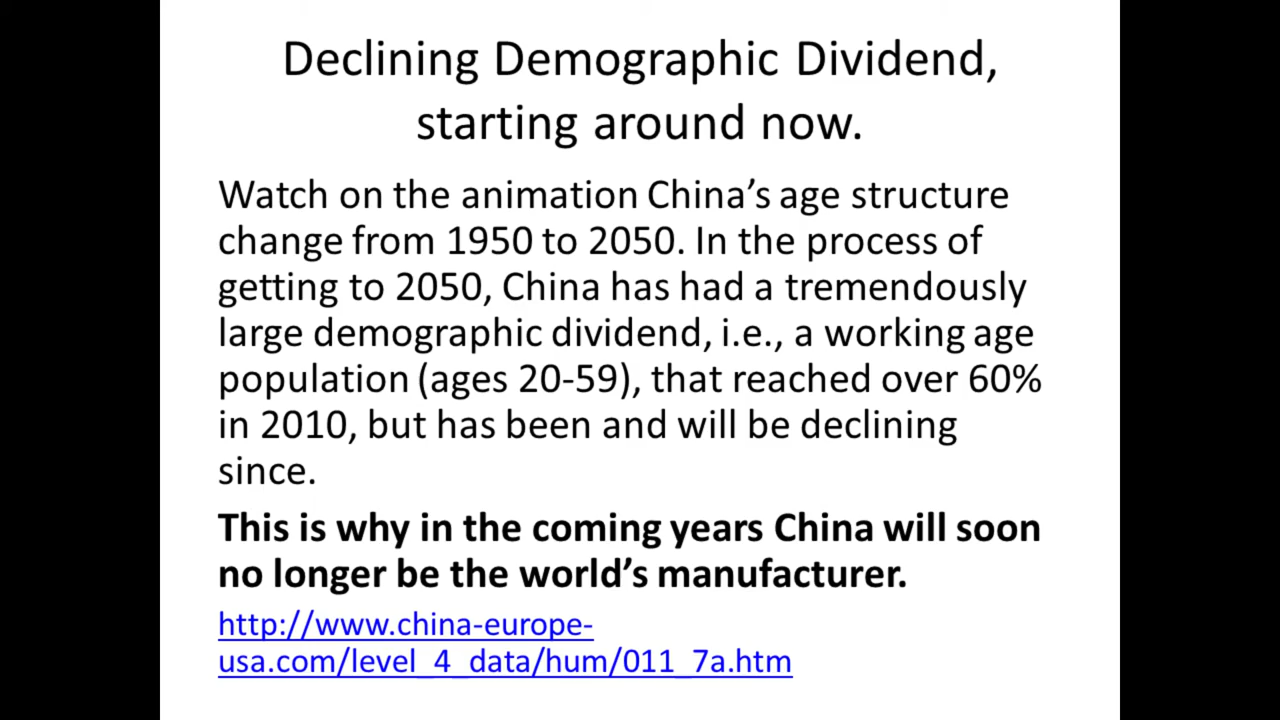 Declining Demographic Dividend,
starting around now.
Watch on the animation China’s age structure
change from 1950 to 2050. In the process of
getting to 2050, China has had a tremendously
large demographic dividend, i.e., a working age
population (ages 20-59), that reached over 60%
in 2010, but has been and will be declining
since.
This is why in the coming years China will soon
no longer be the world’s manufacturer.
http://www.china-europe-
usa.com/level_4_data/hum/011_7a.htm